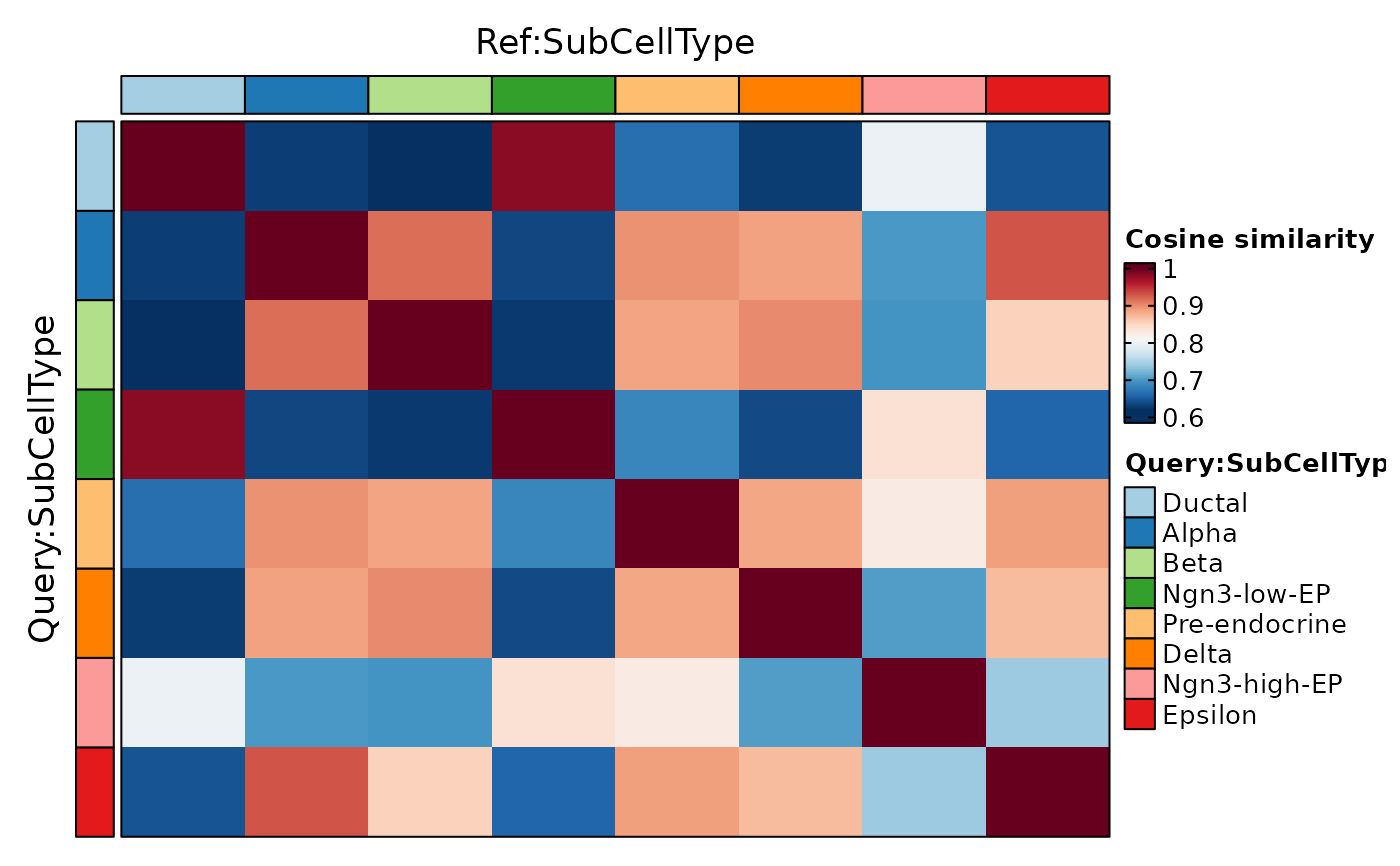 Ref:SubCellType
Query:SubCellType
Cosine similarity
1
0.9
0.8
0.7
0.6
Query:SubCellTyp
Ductal
Alpha
Beta
Ngn3-low-EP
Pre-endocrine
Delta
Ngn3-high-EP
Epsilon